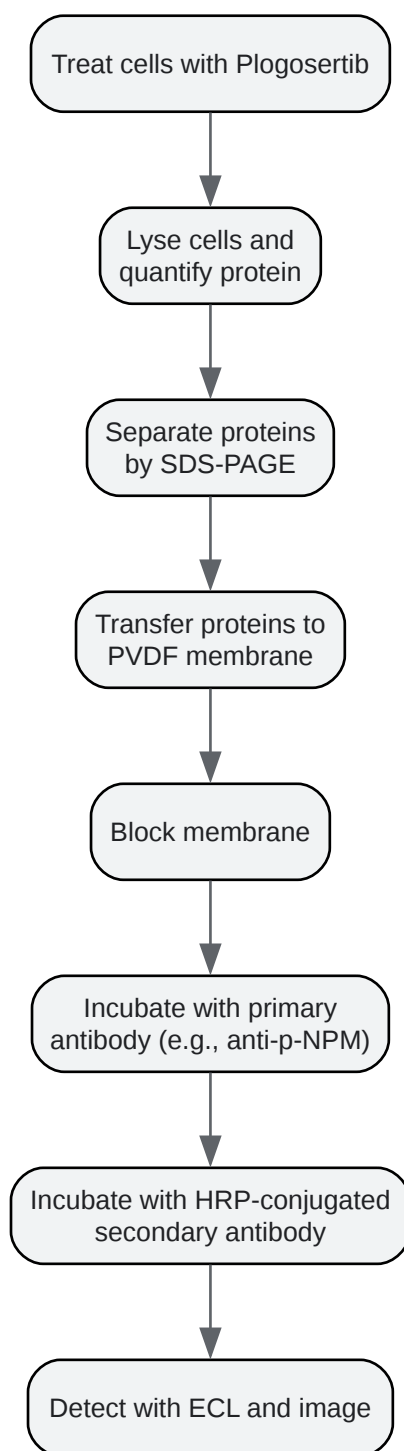 Treat cells with Plogosertib
Lyse cells and
quantify protein
Separate proteins
by SDS-PAGE
Transfer proteins to
PVDF membrane
Block membrane
Incubate with primary
antibody (e.g., anti-p-NPM)
Incubate with HRP-conjugated
secondary antibody
Detect with ECL and image